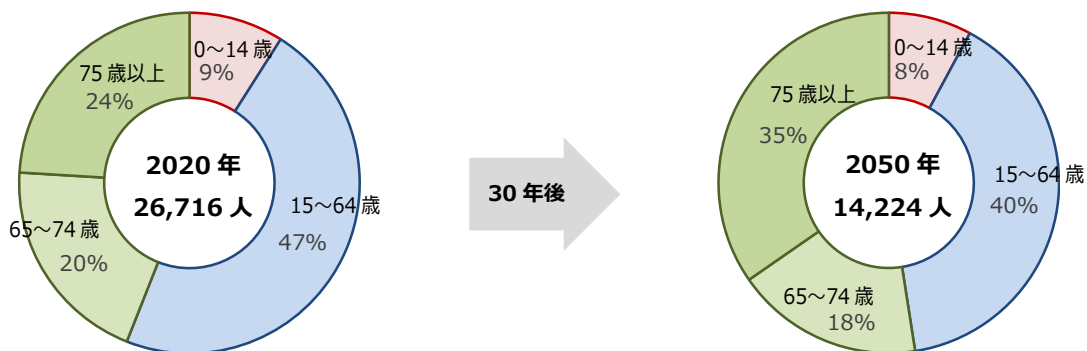 0～14 歳
9%
15～64 歳
47%
65～74 歳
20%
75 歳以上
24%
2020 年
26,716 人
30 年後
0～14 歳
8%
15～64 歳
40%
65～74 歳
18%
75 歳以上
35%
2050 年
14,224 人